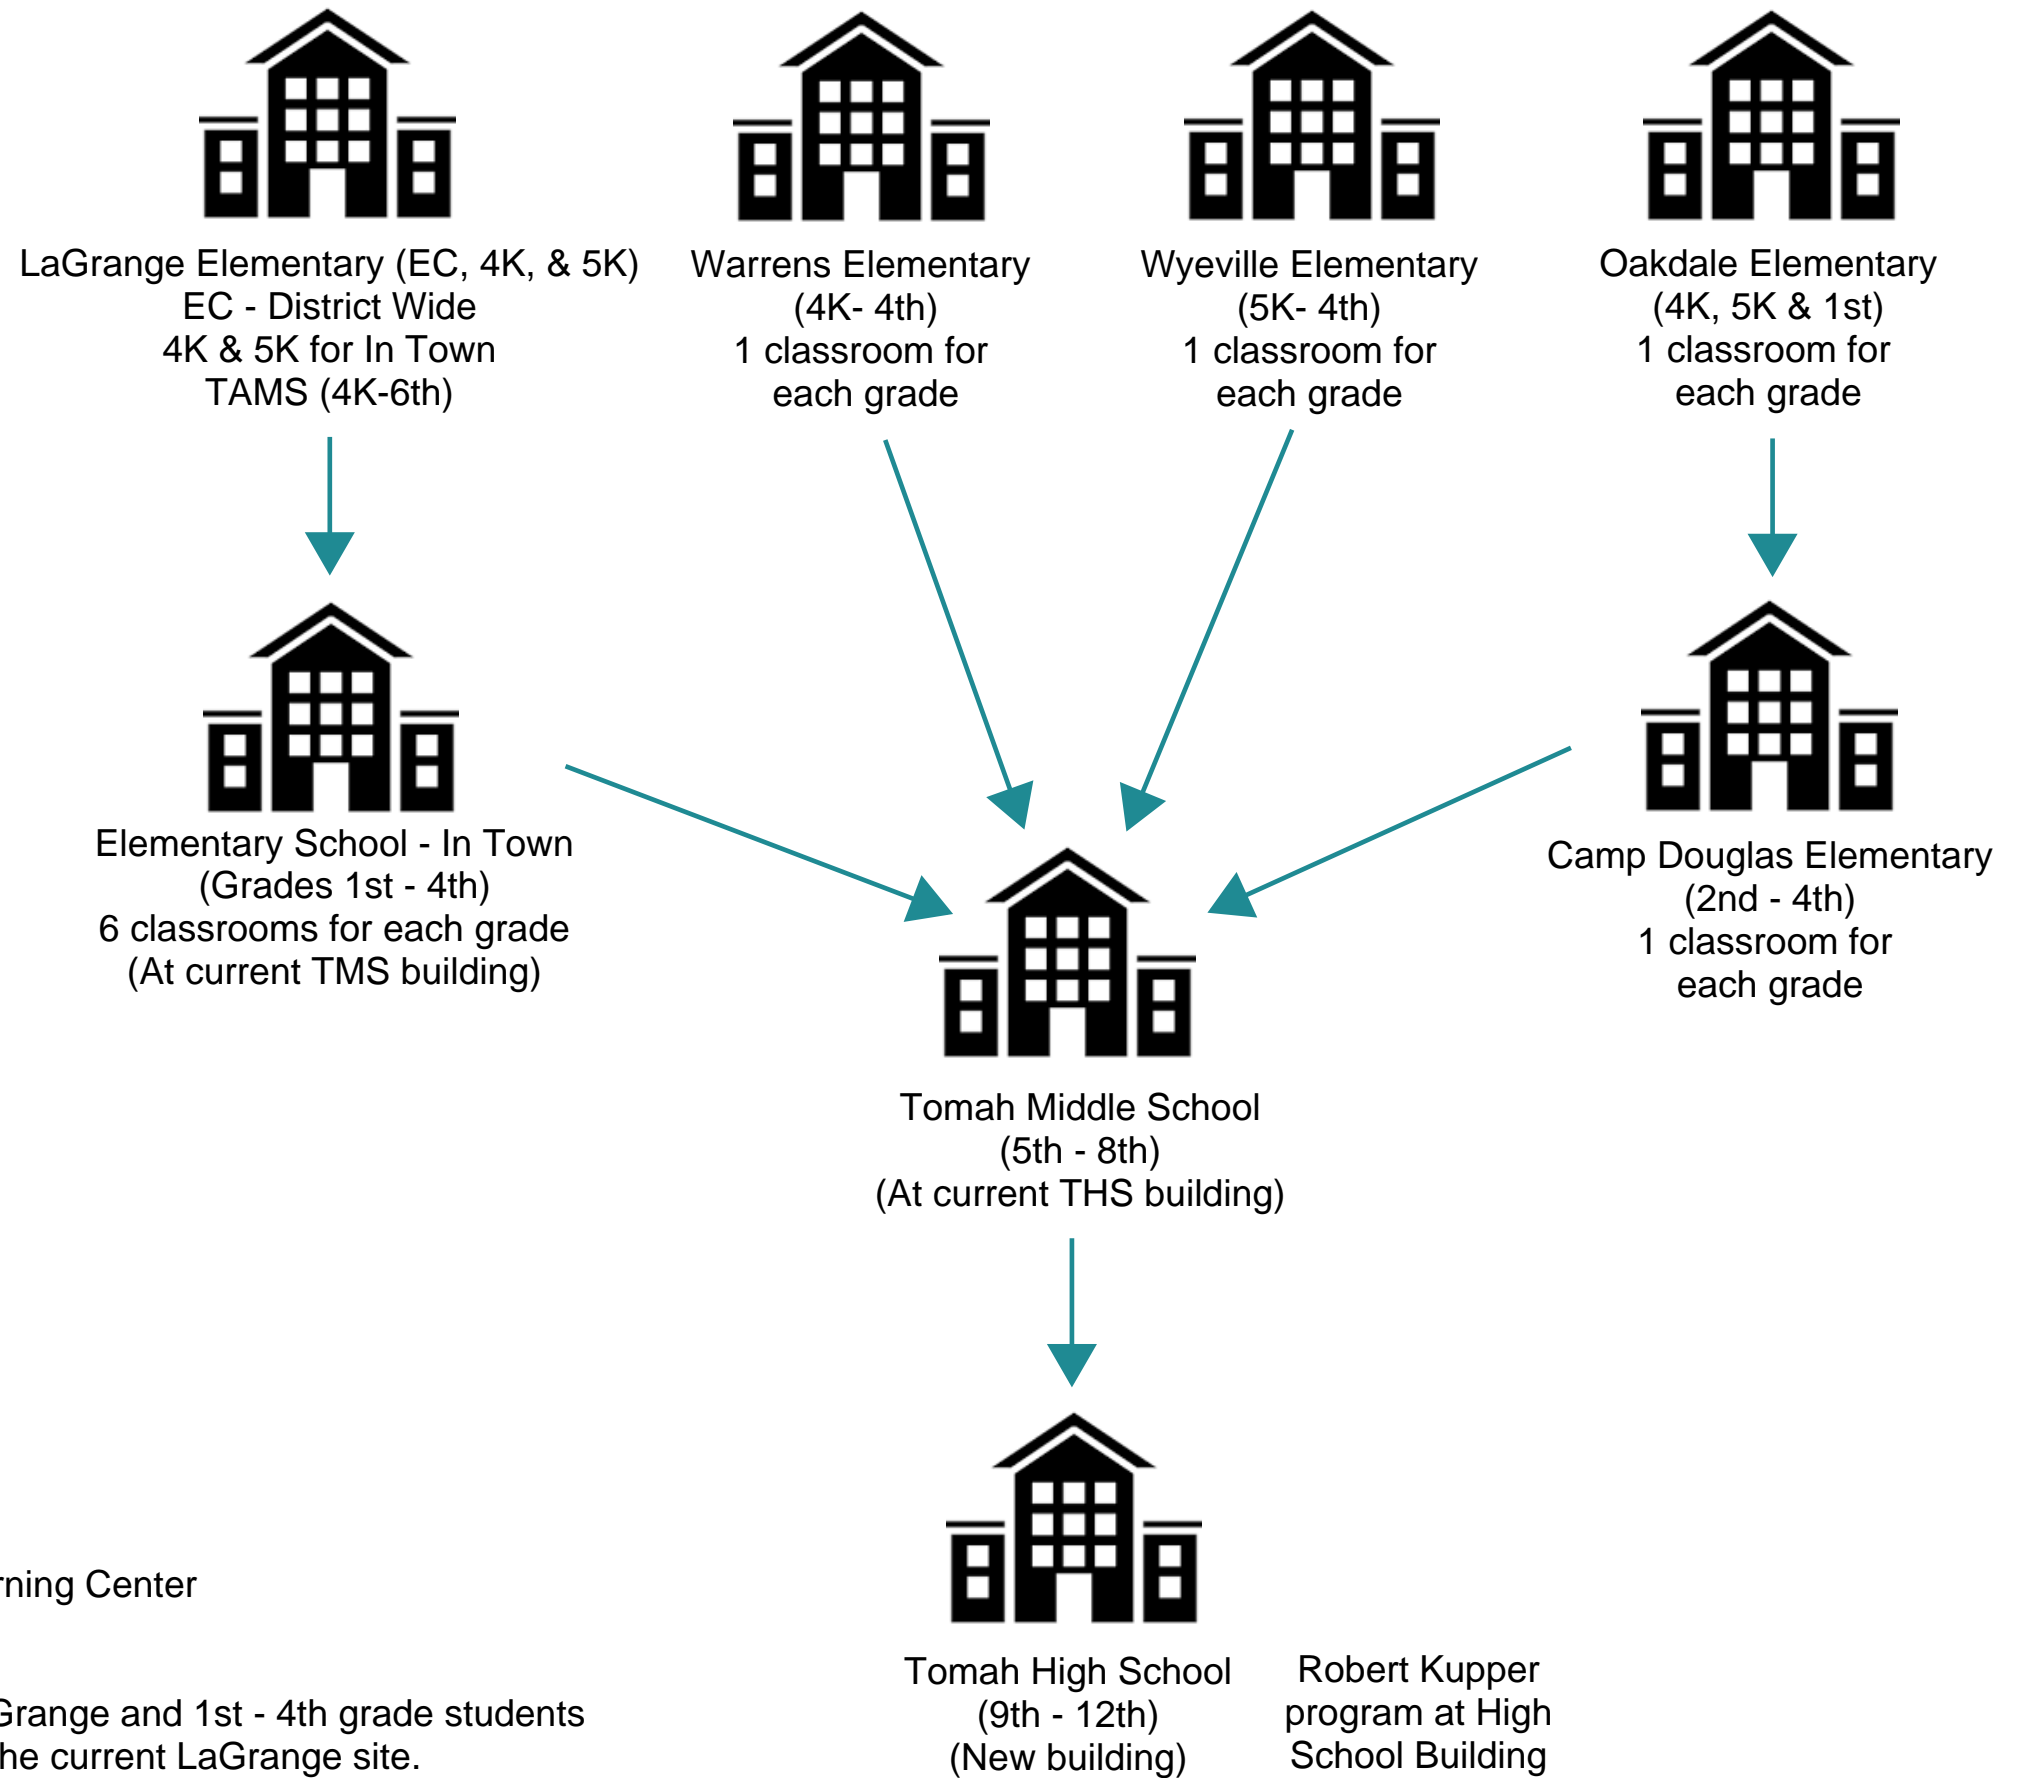 LaGrange Elementary (EC, 4K, & 5K)
EC - District Wide
4K & 5K for In Town
TAMS (4K-6th)
Warrens Elementary
(4K- 4th)
1 classroom for
each grade
Wyeville Elementary
(5K- 4th)
1 classroom for
each grade
Oakdale Elementary
(4K, 5K & 1st)
1 classroom for
each grade
Elementary School - In Town
(Grades 1st - 4th)
6 classrooms for each grade
(At current TMS building)
Camp Douglas Elementary
(2nd - 4th)
1 classroom for
each grade
Tomah Middle School
(5th - 8th)
(At current THS building)
rning Center
Grange and 1st - 4th grade students
he current LaGrange site.
Tomah High School
(9th - 12th)
(New building)
Robert Kupper
program at High
School Building